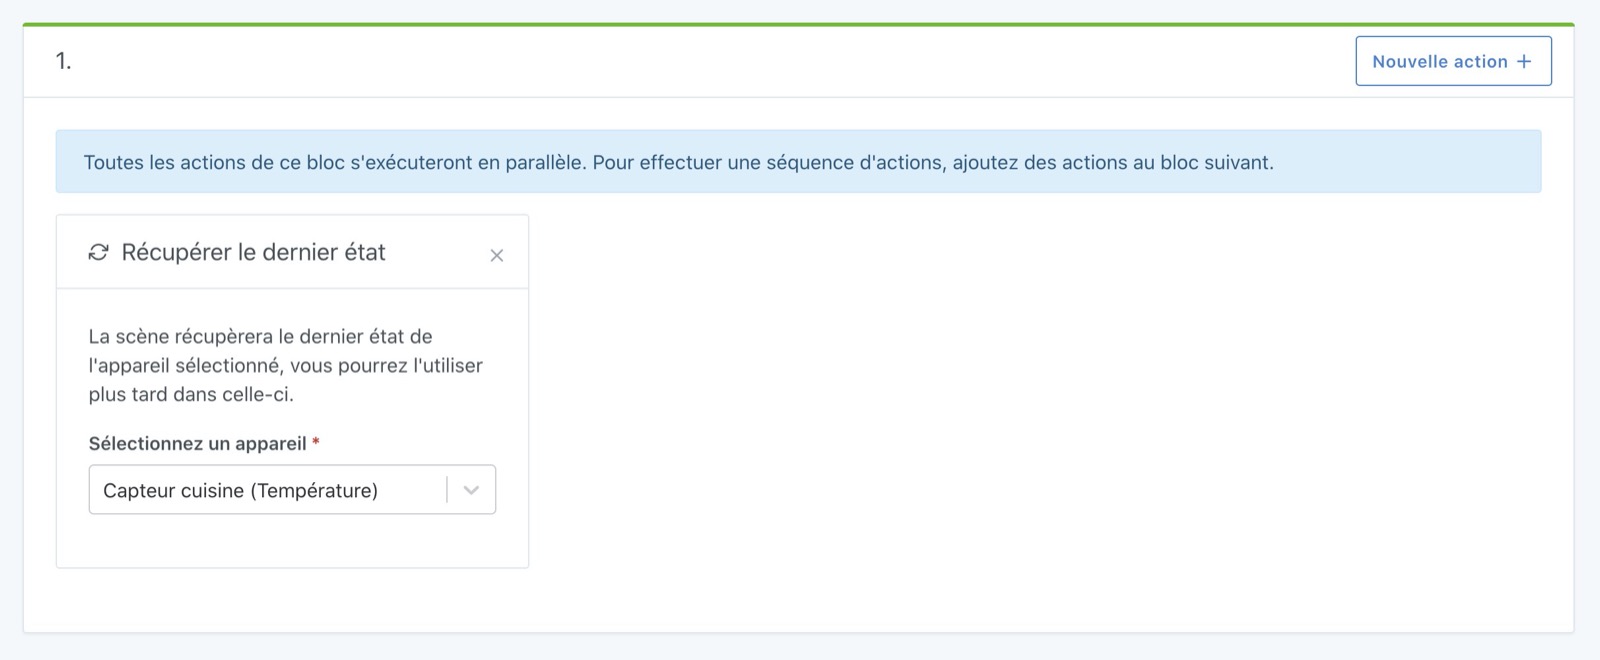 1.
Nouvelle action +
Toutes les actions de ce bloc s'exécuteront en parallèle. Pour effectuer une séquence d'actions, ajoutez des actions au bloc suivant.
Récupérer le dernier état
La scène récupèrera le dernier état de
l'appareil sélectionné, vous pourrez l'utiliser
plus tard dans celle-ci.
Sélectionnez un appareil *
Capteur cuisine (Température)